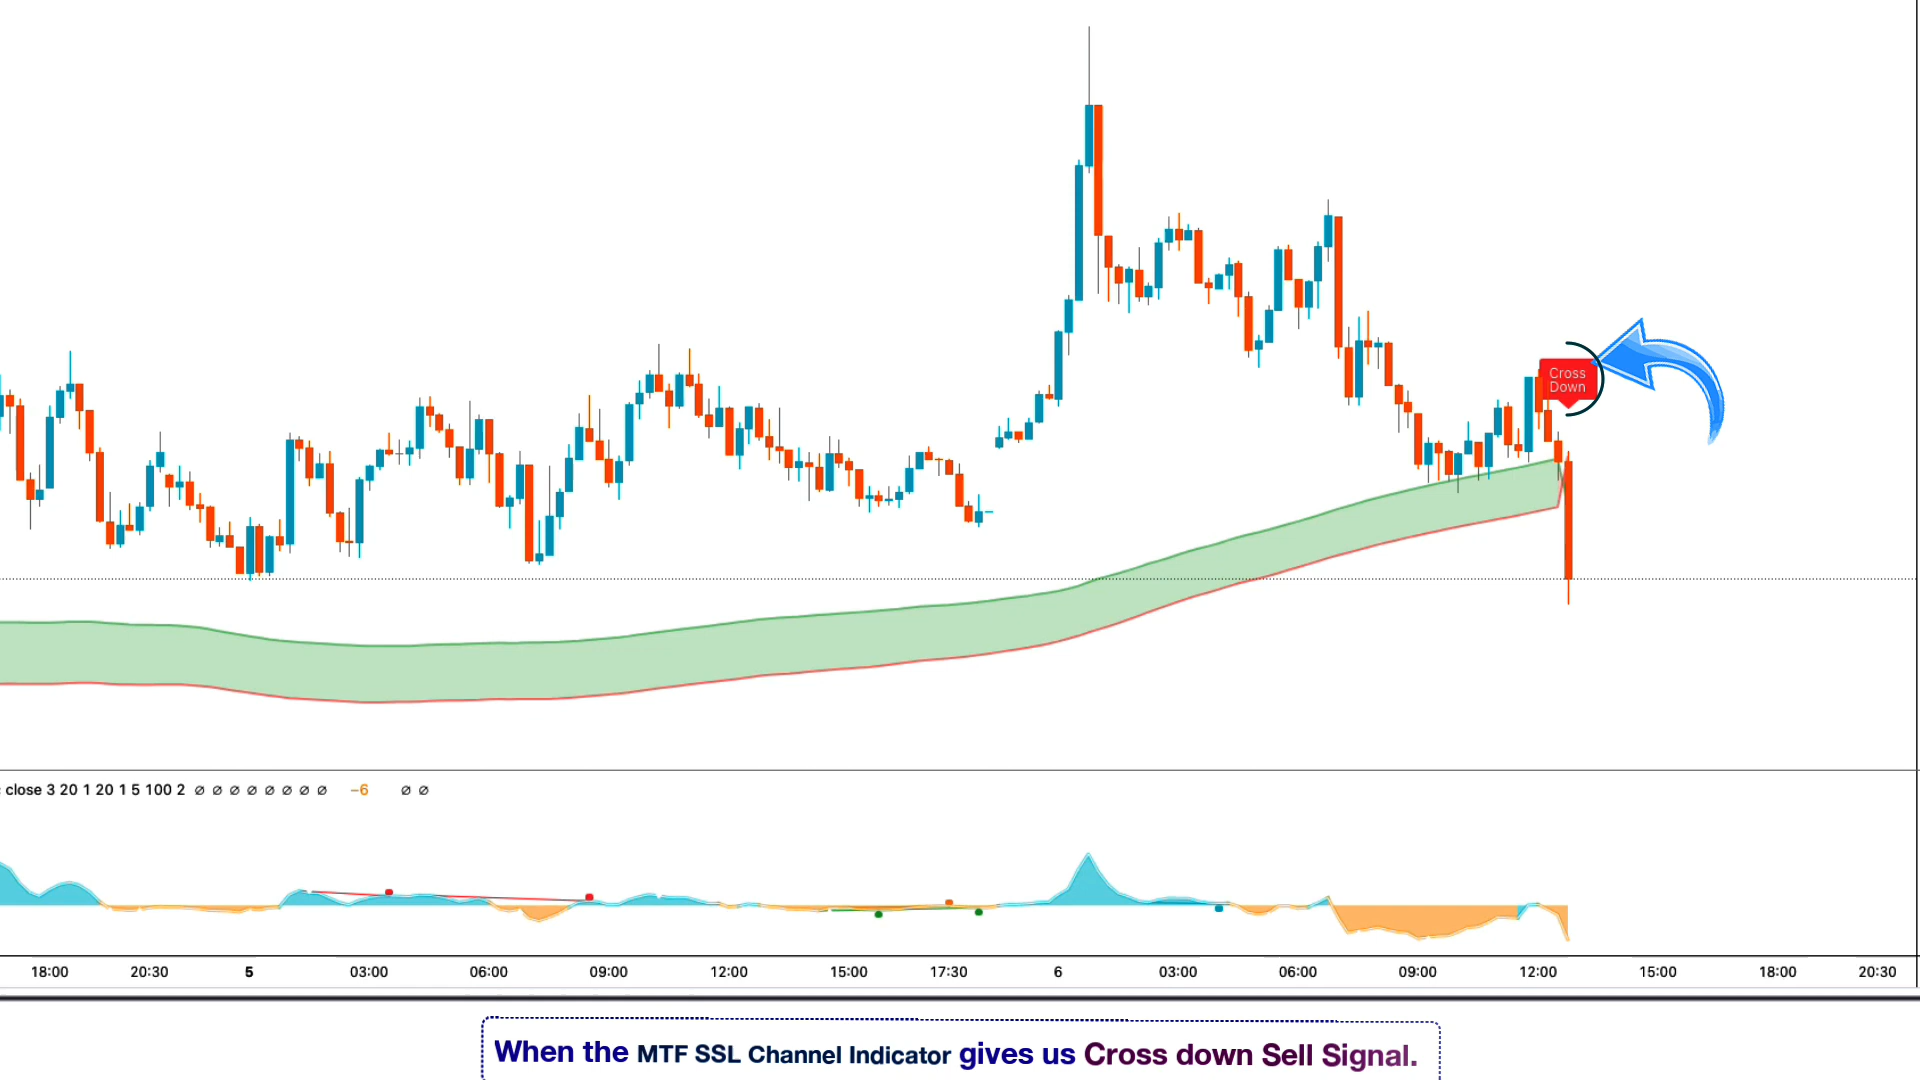 Cross
Down
: close 3 20 1 20 1 5 100 2 ∅ ∅ ∅ ∅ ∅ ∅ ∅ ∅ −6 ∅ ∅
18:00 20:30 5 03:00 06:00 09:00 12:00 15:00 17:30 6 03:00 06:00 09:00 12:00 15:00 18:00 20:30
When the MTF SSL Channel Indicator gives us Cross down Sell Signal.